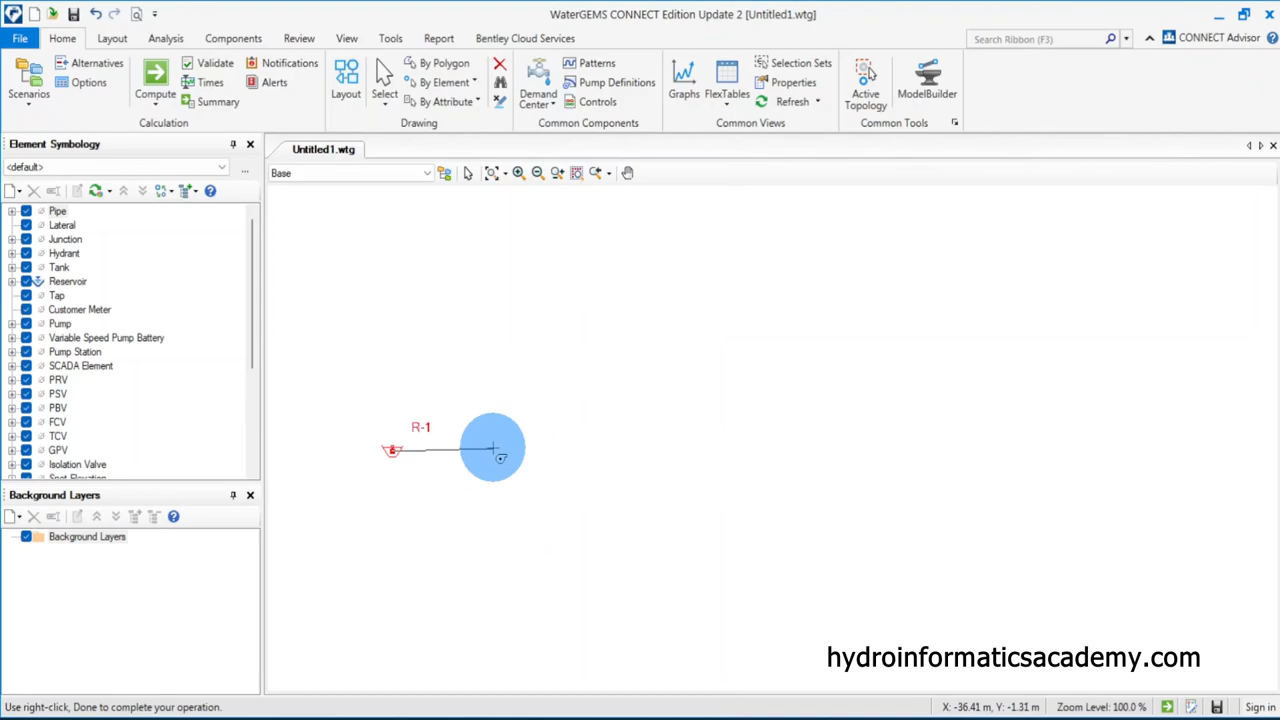 WaterGEMS CONNECT Edition Update 2 [Untitled1.wtg]
File Home Layout Analysis Components Review View Tools Report Bentley Cloud Services Search Ribbon (F3) CONNECT Advisor
Scenarios Alternatives Options Compute Validate Times Summary Notifications Alerts
Calculation
Layout Select By Polygon By Element By Attribute
Drawing
Demand Center Patterns Pump Definitions Controls
Common Components
Graphs FlexTables Selection Sets Properties Refresh
Common Views
Active Topology ModelBuilder
Common Tools
Element Symbology
<default>
...
Pipe
Lateral
Junction
Hydrant
Tank
Reservoir
Tap
Customer Meter
Pump
Variable Speed Pump Battery
Pump Station
SCADA Element
PRV
PSV
PBV
FCV
TCV
GPV
Isolation Valve
Spot Elevation
Background Layers
Background Layers
Untitled1.wtg
Base
R-1
hydroinformaticsacademy.com
Use right-click, Done to complete your operation.
X: -36.41 m, Y: -1.31 m Zoom Level: 100.0 % Sign in